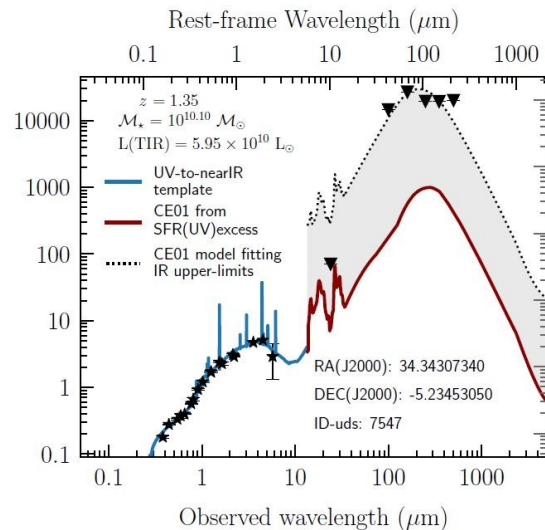 Rest-frame Wavelength (μm)
0.1 1 10 100 1000
z = 1.35
M⋆ = 10^10.10 M⊙
L(TIR) = 5.95 × 10^10 L⊙
UV-to-nearIR
template
CE01 from
SFR(UV)excess
CE01 model fitting
IR upper-limits
10000
1000
100
10
1
0.1
RA(J2000): 34.34307340
DEC(J2000): -5.23453050
ID-uds: 7547
0.1 1 10 100 1000
Observed wavelength (μm)